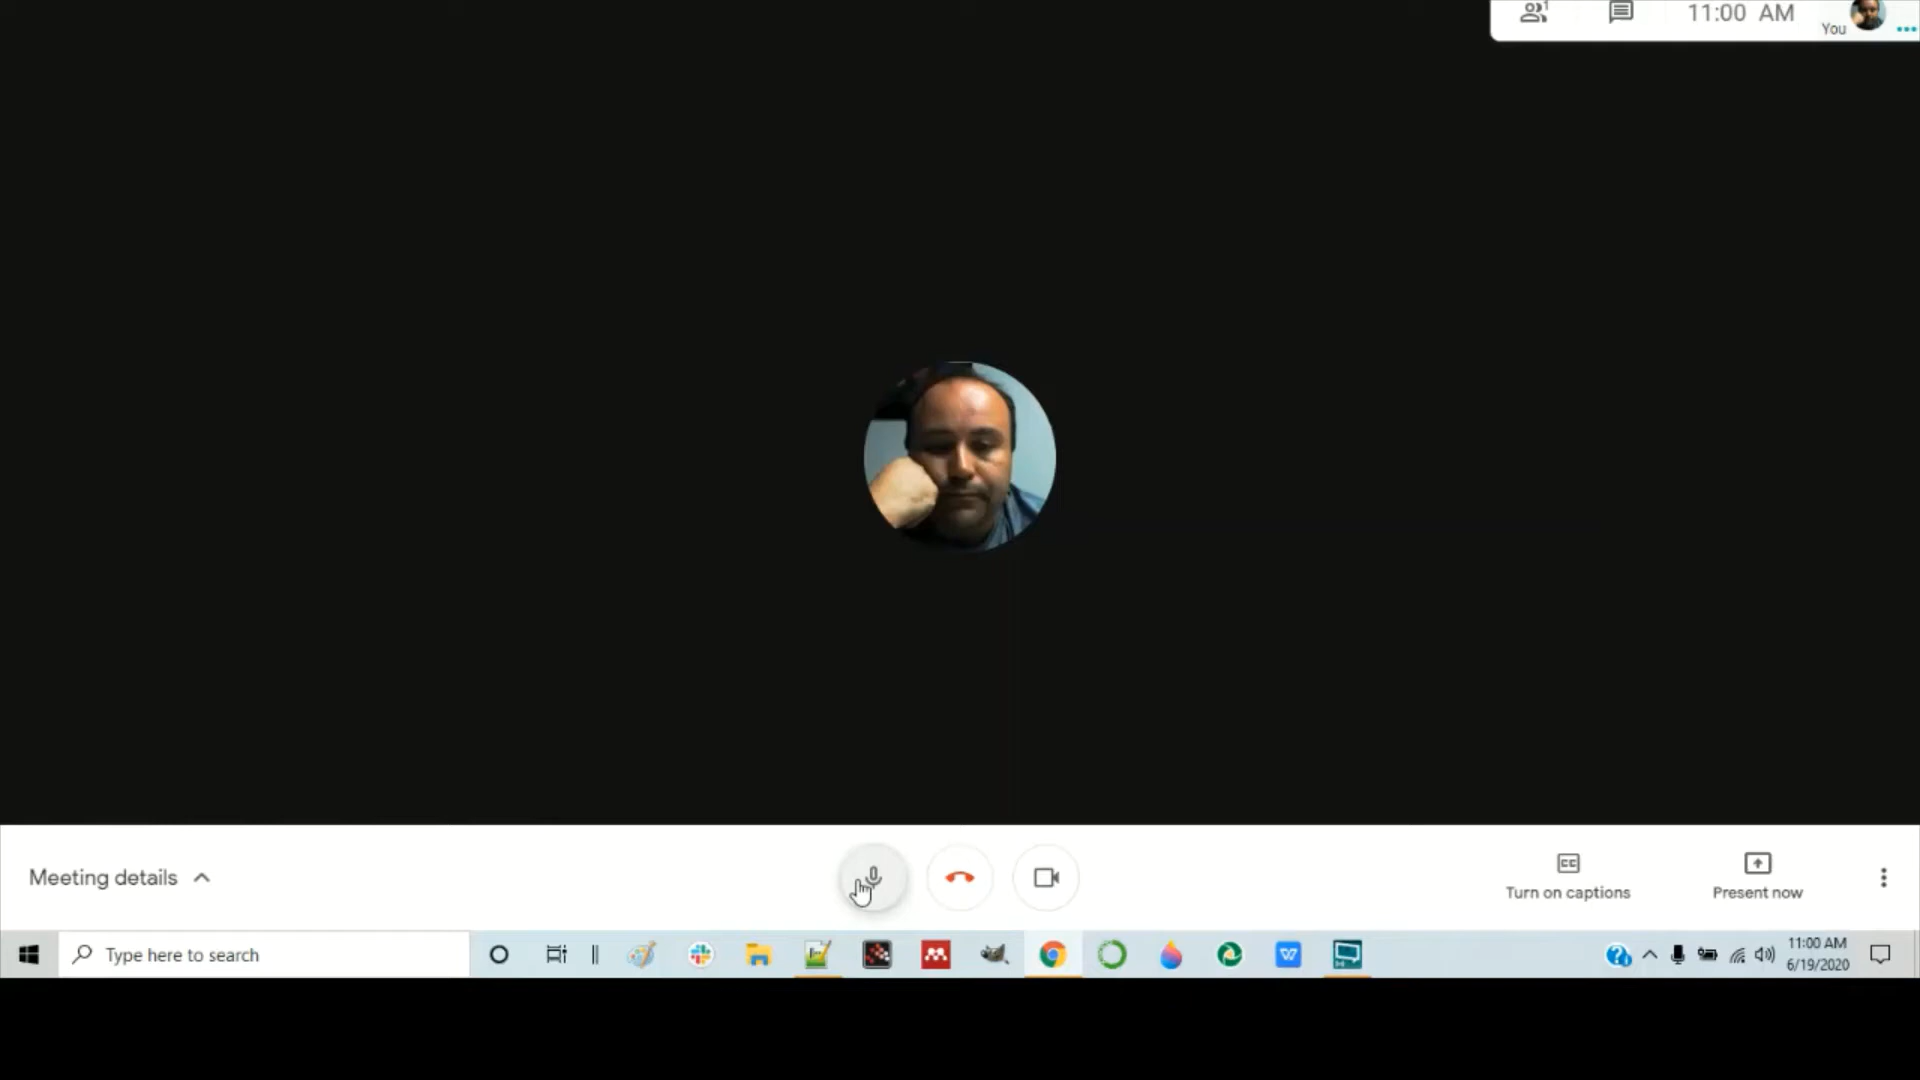 1
11:00 AM
You
Meeting details
Turn on captions
Present now
Type here to search
11:00 AM
6/19/2020